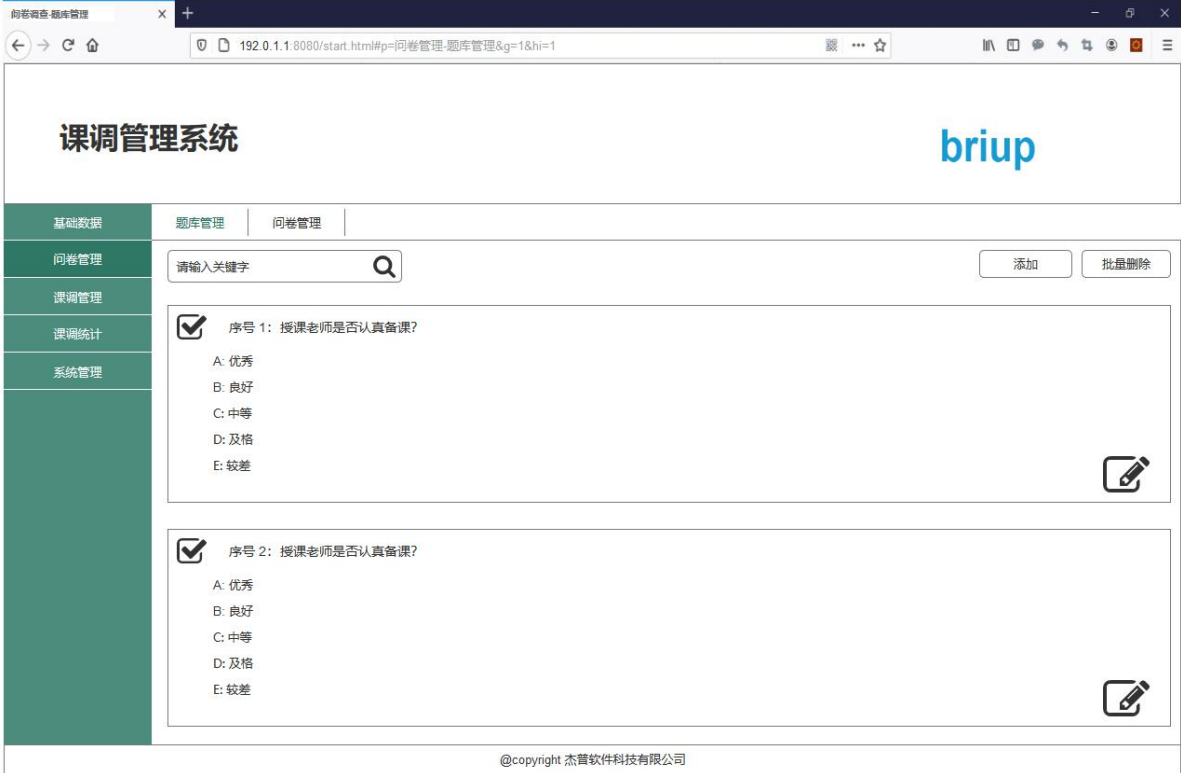 问卷调查-题库管理
192.0.1.1:8080/start.html#p=问卷管理-题库管理&g=1&hi=1
课调管理系统
briup
基础数据
题库管理
问卷管理
问卷管理
请输入关键字
添加
批量删除
课调管理
课调统计
系统管理
序号 1：授课老师是否认真备课?
A: 优秀
B: 良好
C: 中等
D: 及格
E: 较差
序号 2：授课老师是否认真备课?
A: 优秀
B: 良好
C: 中等
D: 及格
E: 较差
@copyright 杰普软件科技有限公司